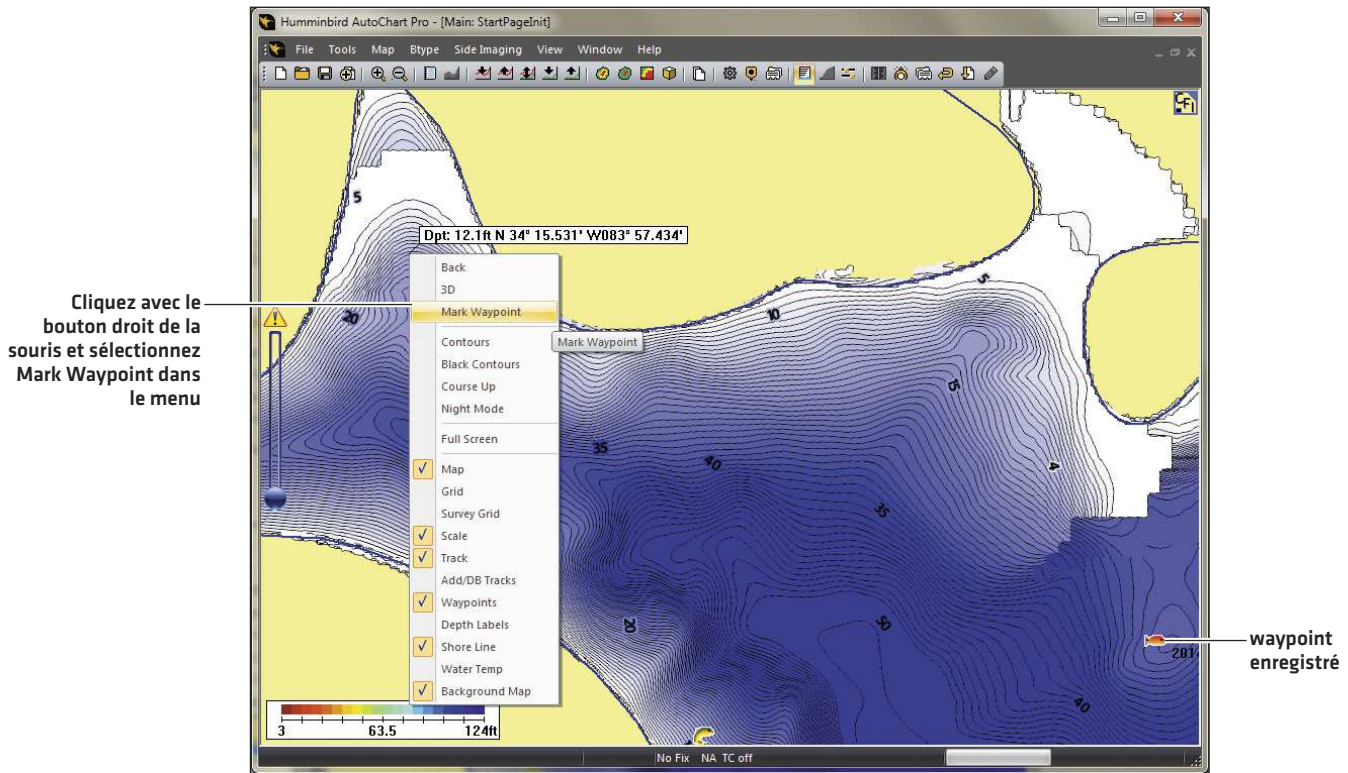 Humminbird AutoChart Pro - [Main: StartPageInit]
File Tools Map Btype Side Imaging View Window Help
CFI
5
Dpt: 12.1ft N 34° 15.531' W083° 57.434'
Back
3D
Mark Waypoint
Contours
Mark Waypoint
Black Contours
Course Up
Night Mode
Full Screen
Map
Grid
Survey Grid
Scale
Track
Add/DB Tracks
Waypoints
Depth Labels
Shore Line
Water Temp
Background Map
Cliquez avec le
bouton droit de la
souris et sélectionnez
Mark Waypoint dans
le menu
20
5
10
15
35
40
4
35
20
50
40
waypoint
enregistré
201
3 63.5 124ft
No Fix NA TC off